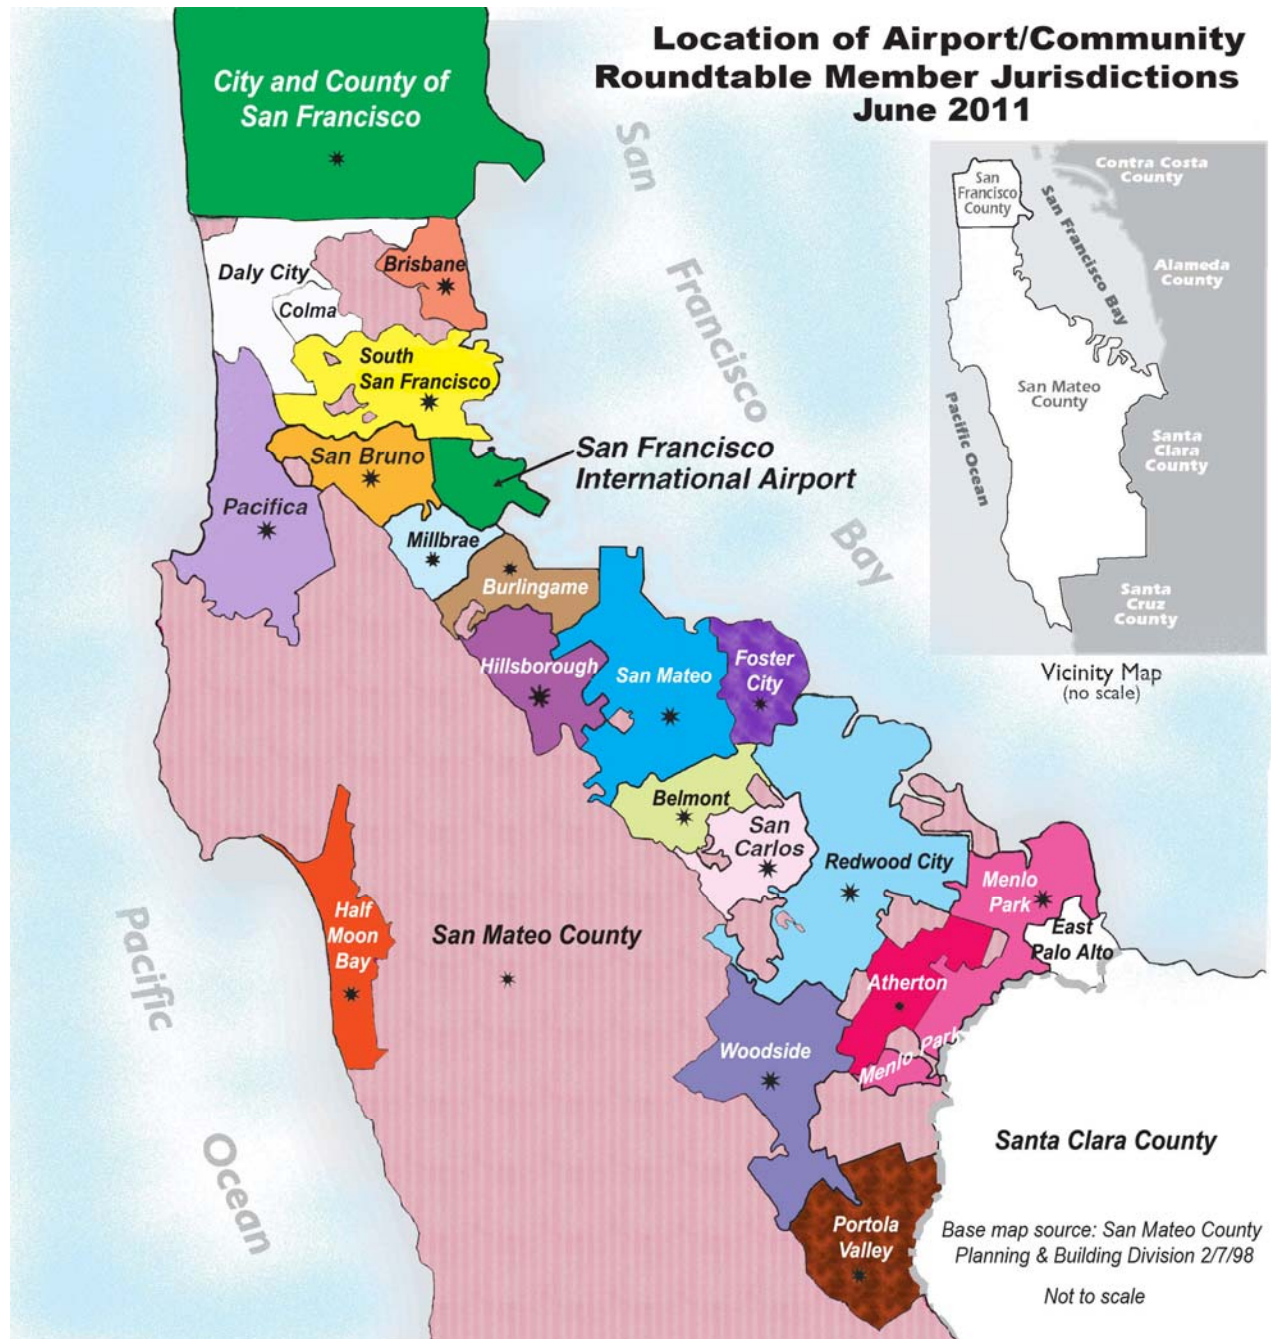 Location of Airport/Community
Roundtable Member Jurisdictions
June 2011
City and County of
San Francisco
San
Francisco
Bay
San
Francisco
County
Contra Costa
County
San Francisco Bay
Alameda
County
San Mateo
County
Pacific Ocean
Santa
Clara
County
Santa
Cruz
County
Vicinity Map
(no scale)
Daly City
Brisbane
Colma
South
San Francisco
San Bruno
San Francisco
International Airport
Pacifica
Millbrae
Burlingame
Hillsborough
San Mateo
Foster
City
Belmont
San
Carlos
Redwood City
Menlo
Park
East
Palo Alto
Half
Moon
Bay
San Mateo County
Atherton
Menlo Park
Woodside
Pacific
Ocean
Santa Clara County
Portola
Valley
Base map source: San Mateo County
Planning & Building Division 2/7/98
Not to scale